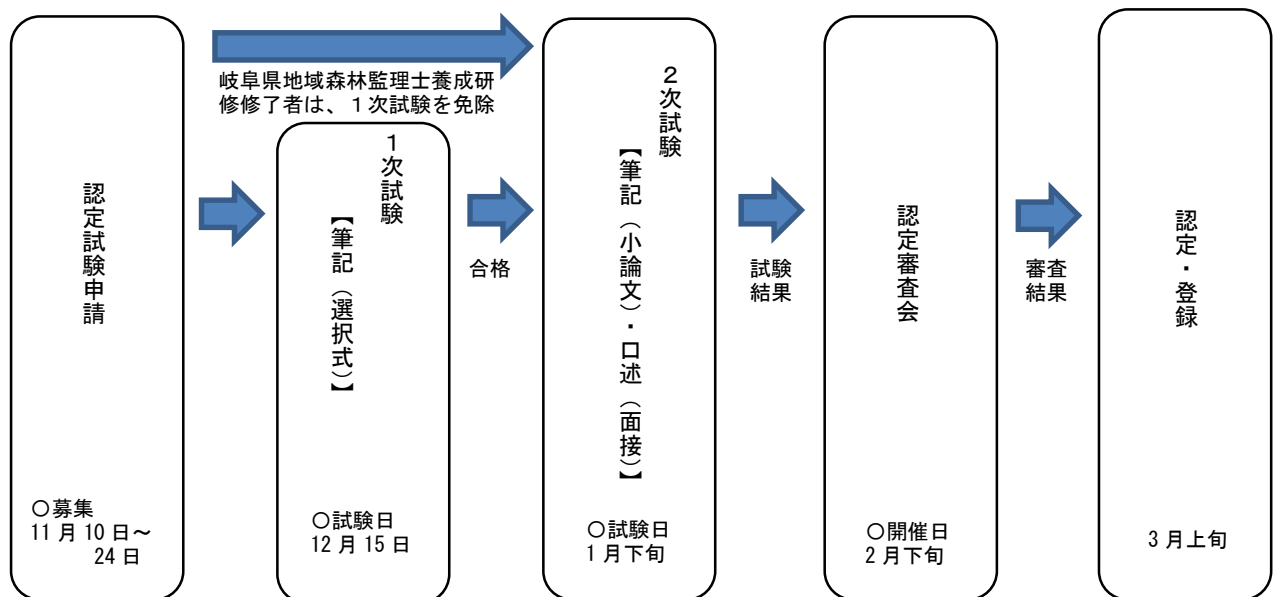 認定試験申請
○募集
11月10日～
24日
岐阜県地域森林監理士養成研
修修了者は、１次試験を免除
１次試験
【筆記（選択式）】
○試験日
12月15日
合格
２次試験
【筆記（小論文）・口述（面接）】
○試験日
1月下旬
試験
結果
認定審査会
○開催日
2月下旬
審査
結果
認定・登録
3月上旬